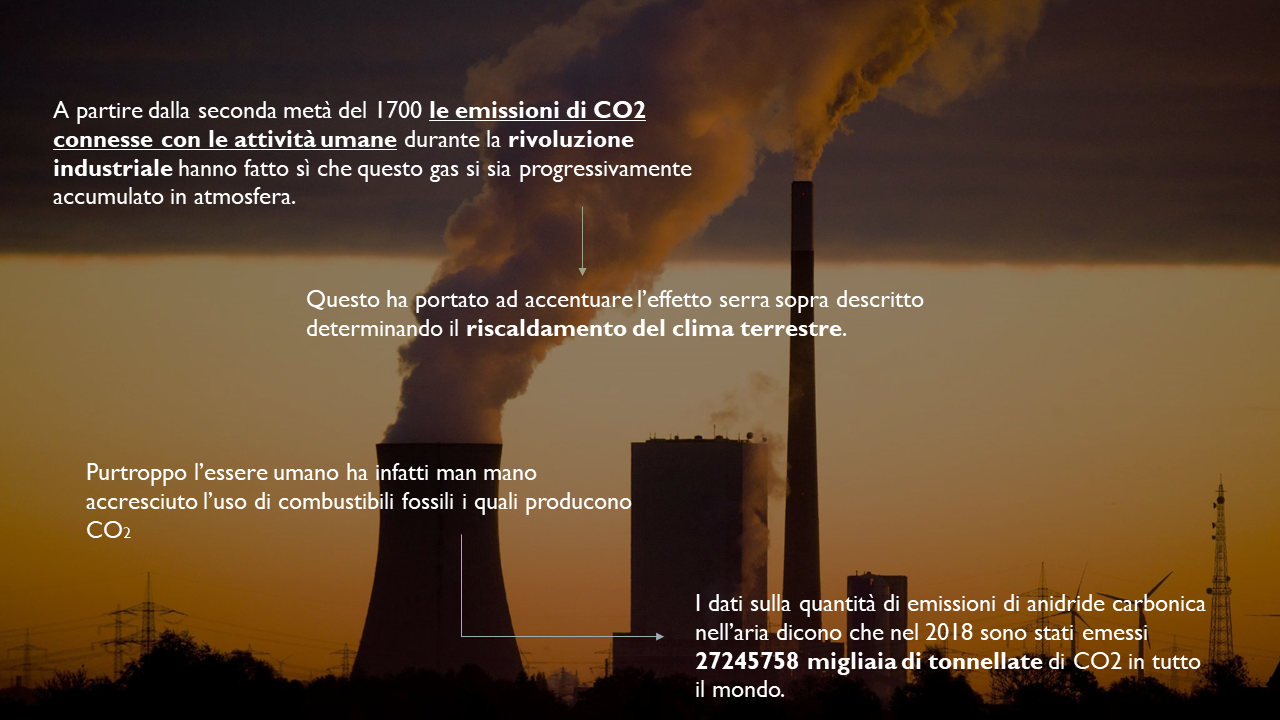 A partire dalla seconda metà del 1700 le emissioni di CO2
connesse con le attività umane durante la rivoluzione
industriale hanno fatto sì che questo gas si sia progressivamente
accumulato in atmosfera.
Questo ha portato ad accentuare l’effetto serra sopra descritto
determinando il riscaldamento del clima terrestre.
Purtroppo l’essere umano ha infatti man mano
accresciuto l’uso di combustibili fossili i quali producono
CO2
I dati sulla quantità di emissioni di anidride carbonica
nell’aria dicono che nel 2018 sono stati emessi
27245758 migliaia di tonnellate di CO2 in tutto
il mondo.